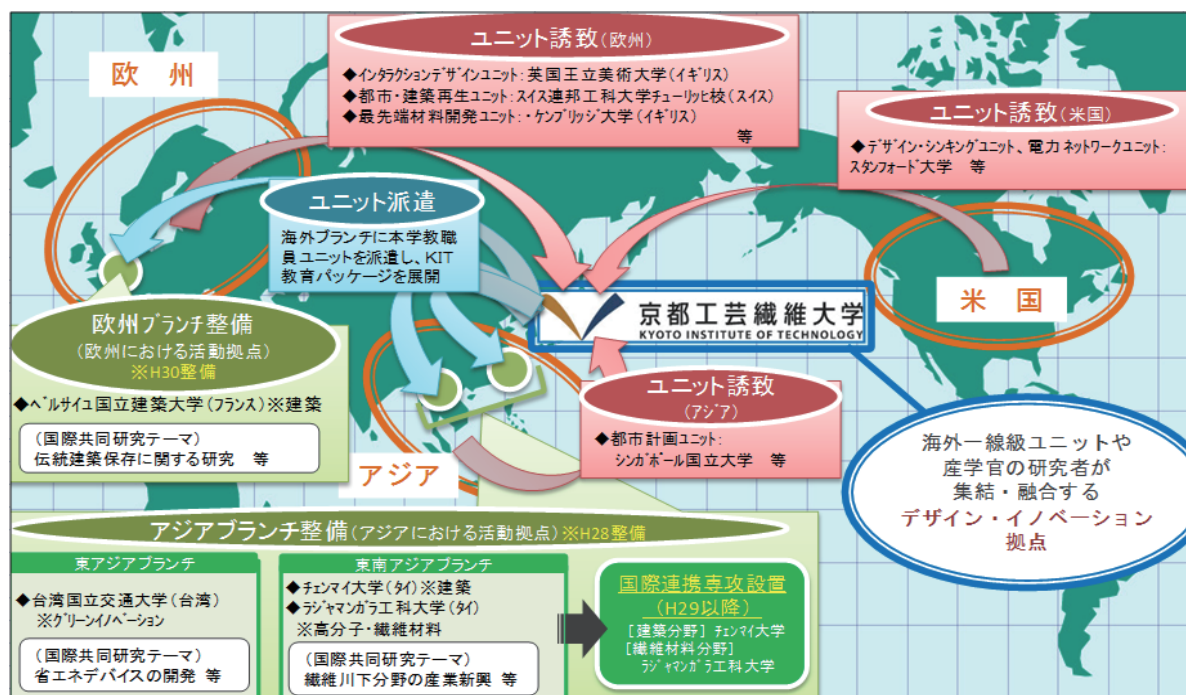 欧 州
ユニット誘致(欧州)
◆インタラクションデザインユニット:英国王立美術大学(イギリス)
◆都市・建築再生ユニット:スイス連邦工科大学チューリッヒ校(スイス)
◆最先端材料開発ユニット:・ケンブリッジ大学(イギリス)
等
ユニット誘致(米国)
◆デザイン・シンキングユニット、電力ネットワークユニット:
スタンフォード大学 等
ユニット派遣
海外ブランチに本学教職
員ユニットを派遣し、KIT
教育パッケージを展開
米 国
京都工芸繊維大学
KYOTO INSTITUTE OF TECHNOLOGY
欧州ブランチ整備
(欧州における活動拠点)
※H30整備
◆ベルサイユ国立建築大学(フランス)※建築
(国際共同研究テーマ)
伝統建築保存に関する研究 等
アジア
ユニット誘致
(アジア)
◆都市計画ユニット:
シンガポール国立大学 等
海外一線級ユニットや
産学官の研究者が
集結・融合する
デザイン・イノベーション
拠点
アジアブランチ整備(アジアにおける活動拠点)※H28整備
東アジアブランチ
◆台湾国立交通大学(台湾)
※グリーンイノベーション
(国際共同研究テーマ)
省エネデバイスの開発 等
東南アジアブランチ
◆チェンマイ大学(タイ)※建築
◆ラジャマンガラ工科大学(タイ)
※高分子・繊維材料
(国際共同研究テーマ)
繊維川下分野の産業新興 等
国際連携専攻設置
(H29以降)
[建築分野] チェンマイ大学
[繊維材料分野]
ラジャマンガラ工科大学